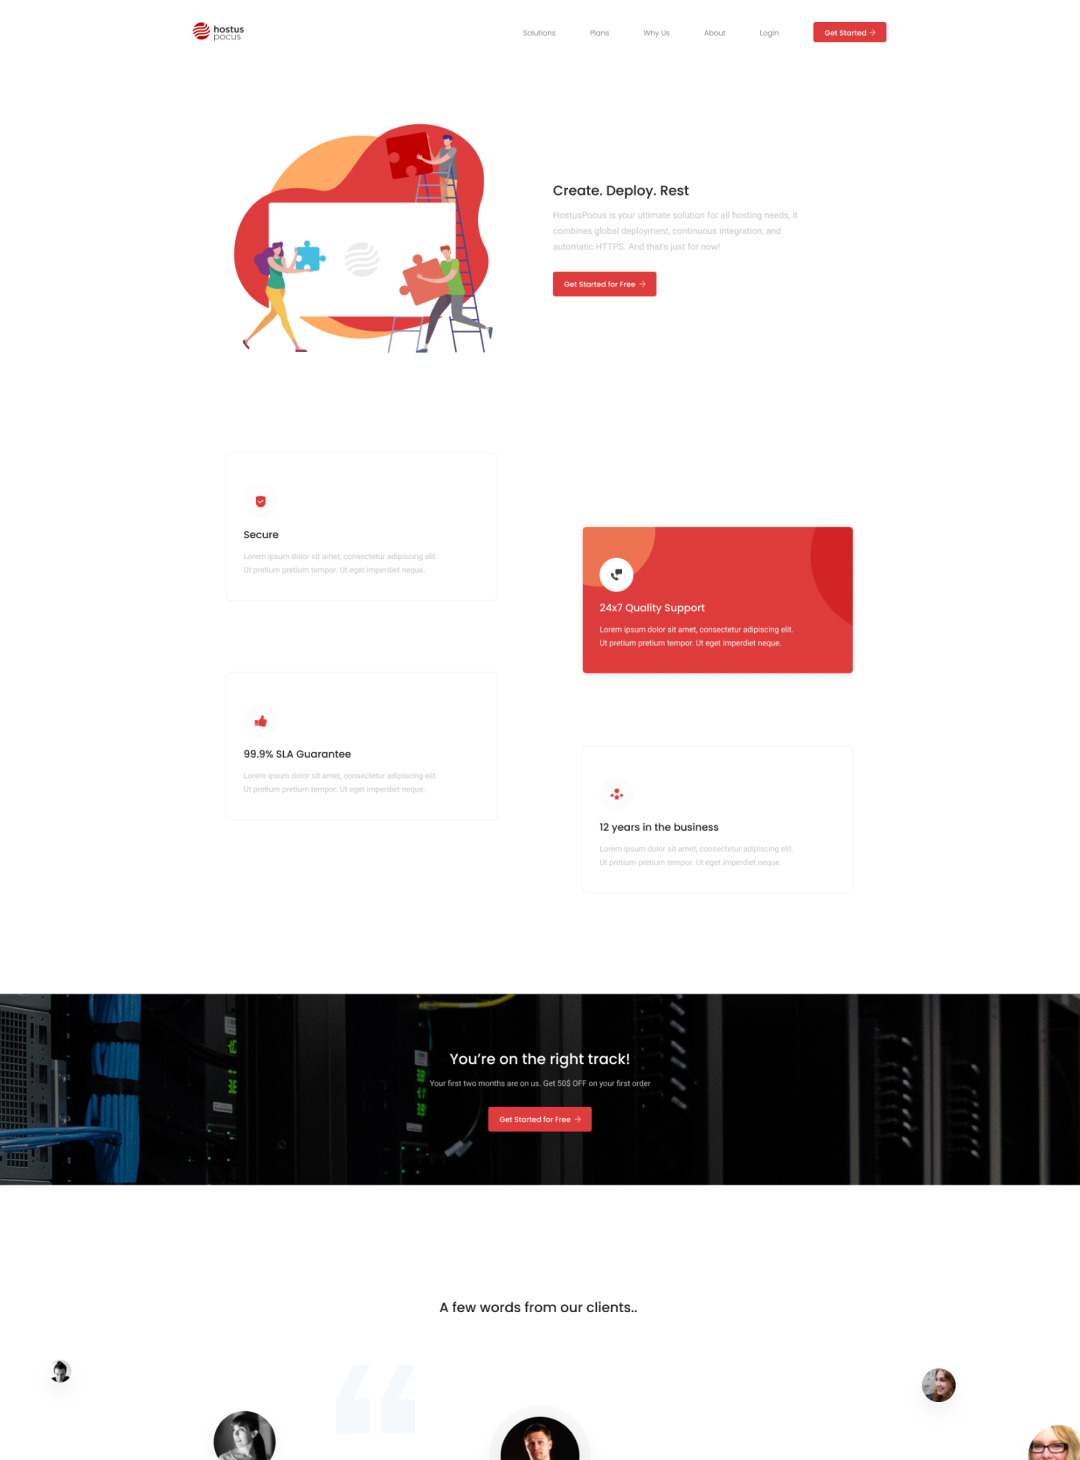 hostus
pocus
Solutions
Plans
Why Us
About
Login
Get Started →
Create. Deploy. Rest
HostusPocus is your ultimate solution for all hosting needs, it
combines global deployment, continuous integration, and
automatic HTTPS. And that's just for now!
Get Started for Free →
Secure
Lorem ipsum dolor sit amet, consectetur adipiscing elit.
Ut pretium pretium tempor. Ut eget imperdiet neque.
24x7 Quality Support
Lorem ipsum dolor sit amet, consectetur adipiscing elit.
Ut pretium pretium tempor. Ut eget imperdiet neque.
99.9% SLA Guarantee
Lorem ipsum dolor sit amet, consectetur adipiscing elit.
Ut pretium pretium tempor. Ut eget imperdiet neque.
12 years in the business
Lorem ipsum dolor sit amet, consectetur adipiscing elit.
Ut pretium pretium tempor. Ut eget imperdiet neque.
You're on the right track!
Your first two months are on us. Get 50$ OFF on your first order
Get Started for Free →
A few words from our clients..
“